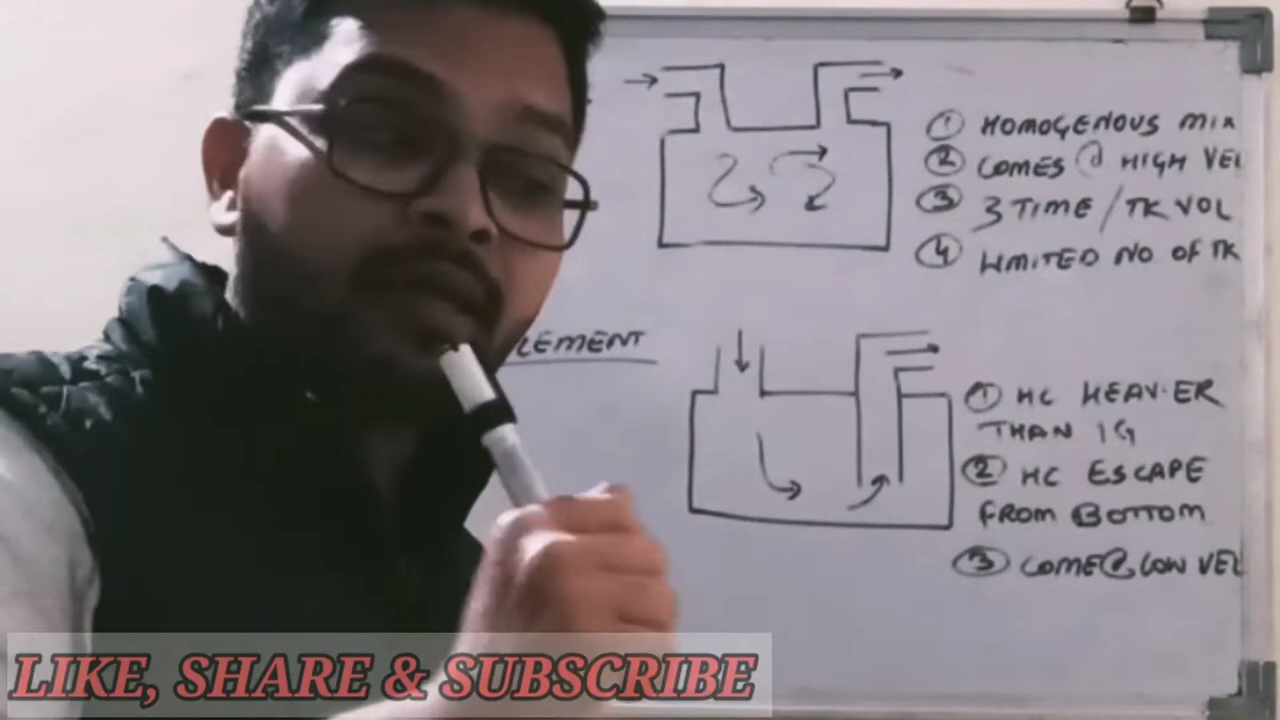 ① HOMOGENOUS MIX
② COMES @ HIGH VEL
③ 3 TIME / TK VOL
④ LIMITED NO OF TK
LEMENT
① HC HEAVIER
THAN IG
② HC ESCAPE
FROM BOTTOM
③ COME@LOW VEL
LIKE, SHARE & SUBSCRIBE